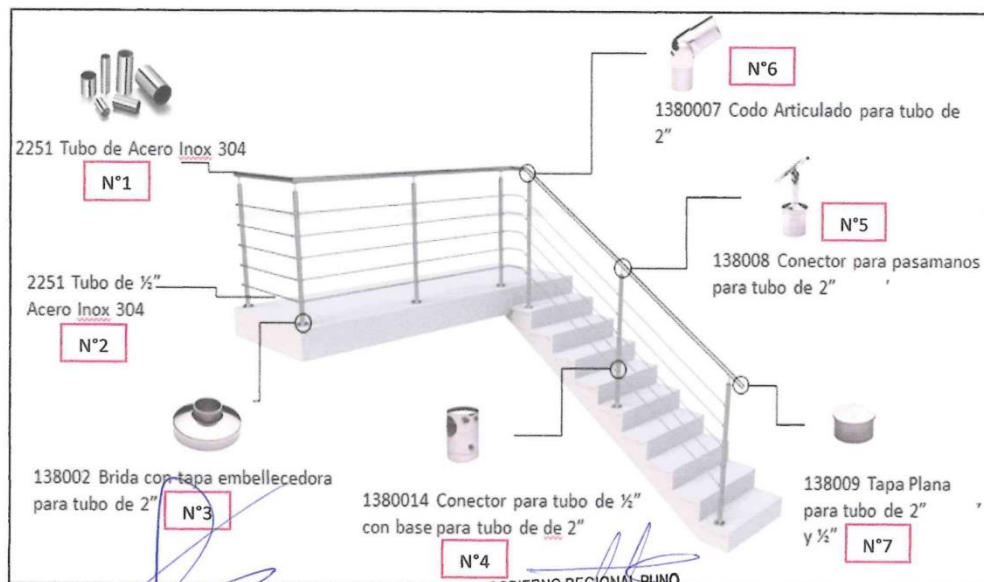 N°6
1380007 Codo Articulado para tubo de
2”
2251 Tubo de Acero Inox 304
N°1
N°5
138008 Conector para pasamanos
para tubo de 2”
2251 Tubo de ½”
Acero Inox 304
N°2
138002 Brida con tapa embellecedora
para tubo de 2”
N°3
1380014 Conector para tubo de ½”
con base para tubo de de 2”
N°4
138009 Tapa Plana
para tubo de 2”
y ½”
N°7
GOBIERNO REGIONAL PUNO